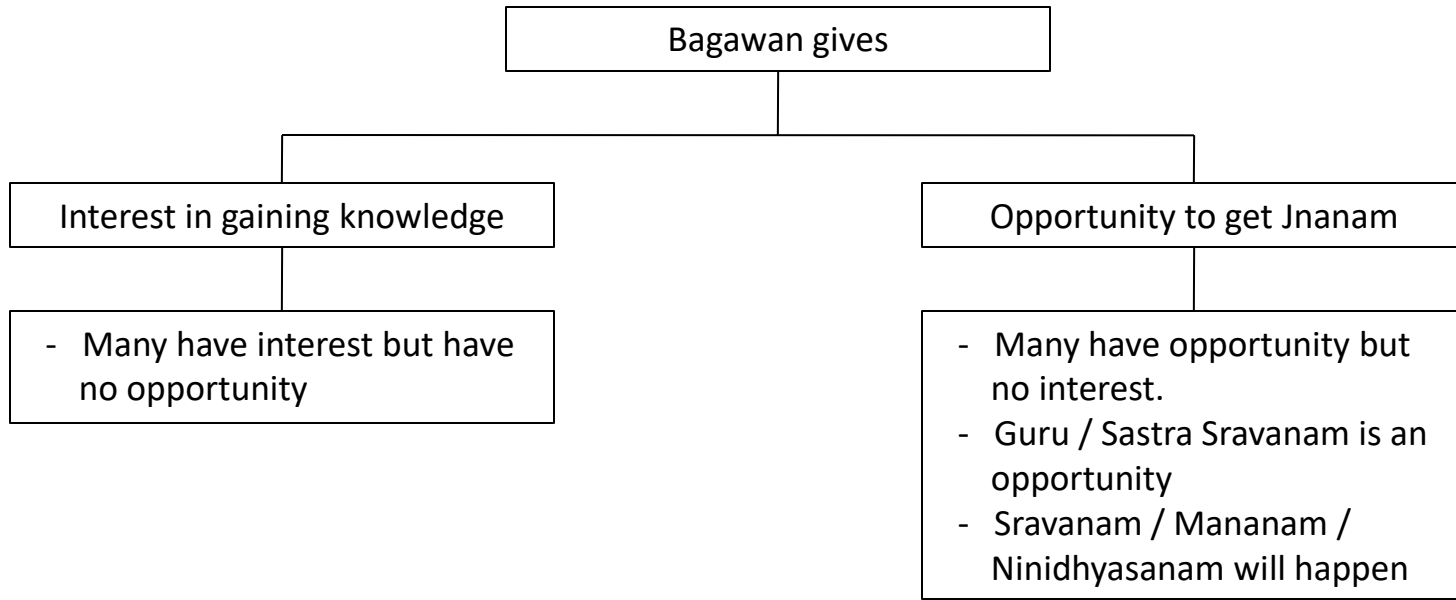 Bagawan gives
Interest in gaining knowledge
- Many have interest but have
no opportunity
Opportunity to get Jnanam
- Many have opportunity but
no interest.
- Guru / Sastra Sravanam is an
opportunity
- Sravanam / Mananam /
Ninidhyasanam will happen